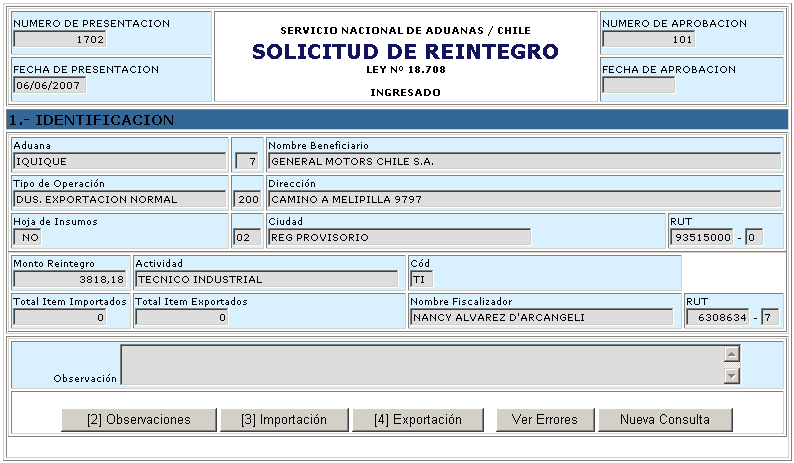 NUMERO DE PRESENTACION
1702
FECHA DE PRESENTACION
06/06/2007
SERVICIO NACIONAL DE ADUANAS / CHILE
SOLICITUD DE REINTEGRO
LEY Nº 18.708
INGRESADO
NUMERO DE APROBACION
101
FECHA DE APROBACION
1.- IDENTIFICACION
Aduana Nombre Beneficiario
IQUIQUE 7 GENERAL MOTORS CHILE S.A.
Tipo de Operación Dirección
DUS. EXPORTACION NORMAL 200 CAMINO A MELIPILLA 9797
Hoja de Insumos Ciudad RUT
NO 02 REG PROVISORIO 93515000 - 0
Monto Reintegro Actividad Cód
3818,18 TECNICO INDUSTRIAL TI
Total Item Importados Total Item Exportados Nombre Fiscalizador RUT
0 0 NANCY ALVAREZ D'ARCANGELI 6308634 - 7
Observación
[2] Observaciones [3] Importación [4] Exportación Ver Errores Nueva Consulta